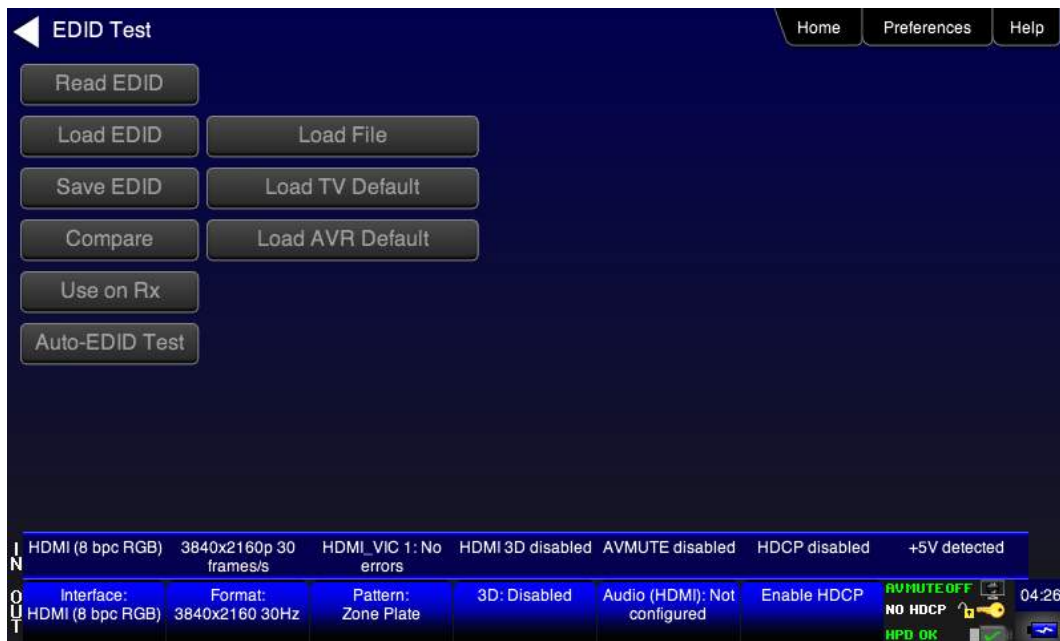 EDID Test
Home
Preferences
Help
Read EDID
Load EDID
Load File
Save EDID
Load TV Default
Compare
Load AVR Default
Use on Rx
Auto-EDID Test
IN
HDMI (8 bpc RGB)
3840x2160p 30
frames/s
HDMI_VIC 1: No
errors
HDMI 3D disabled
AVMUTE disabled
HDCP disabled
+5V detected
OUT
Interface:
HDMI (8 bpc RGB)
Format:
3840x2160 30Hz
Pattern:
Zone Plate
3D: Disabled
Audio (HDMI): Not
configured
Enable HDCP
AVMUTE OFF
NO HDCP
HPD OK
04:26